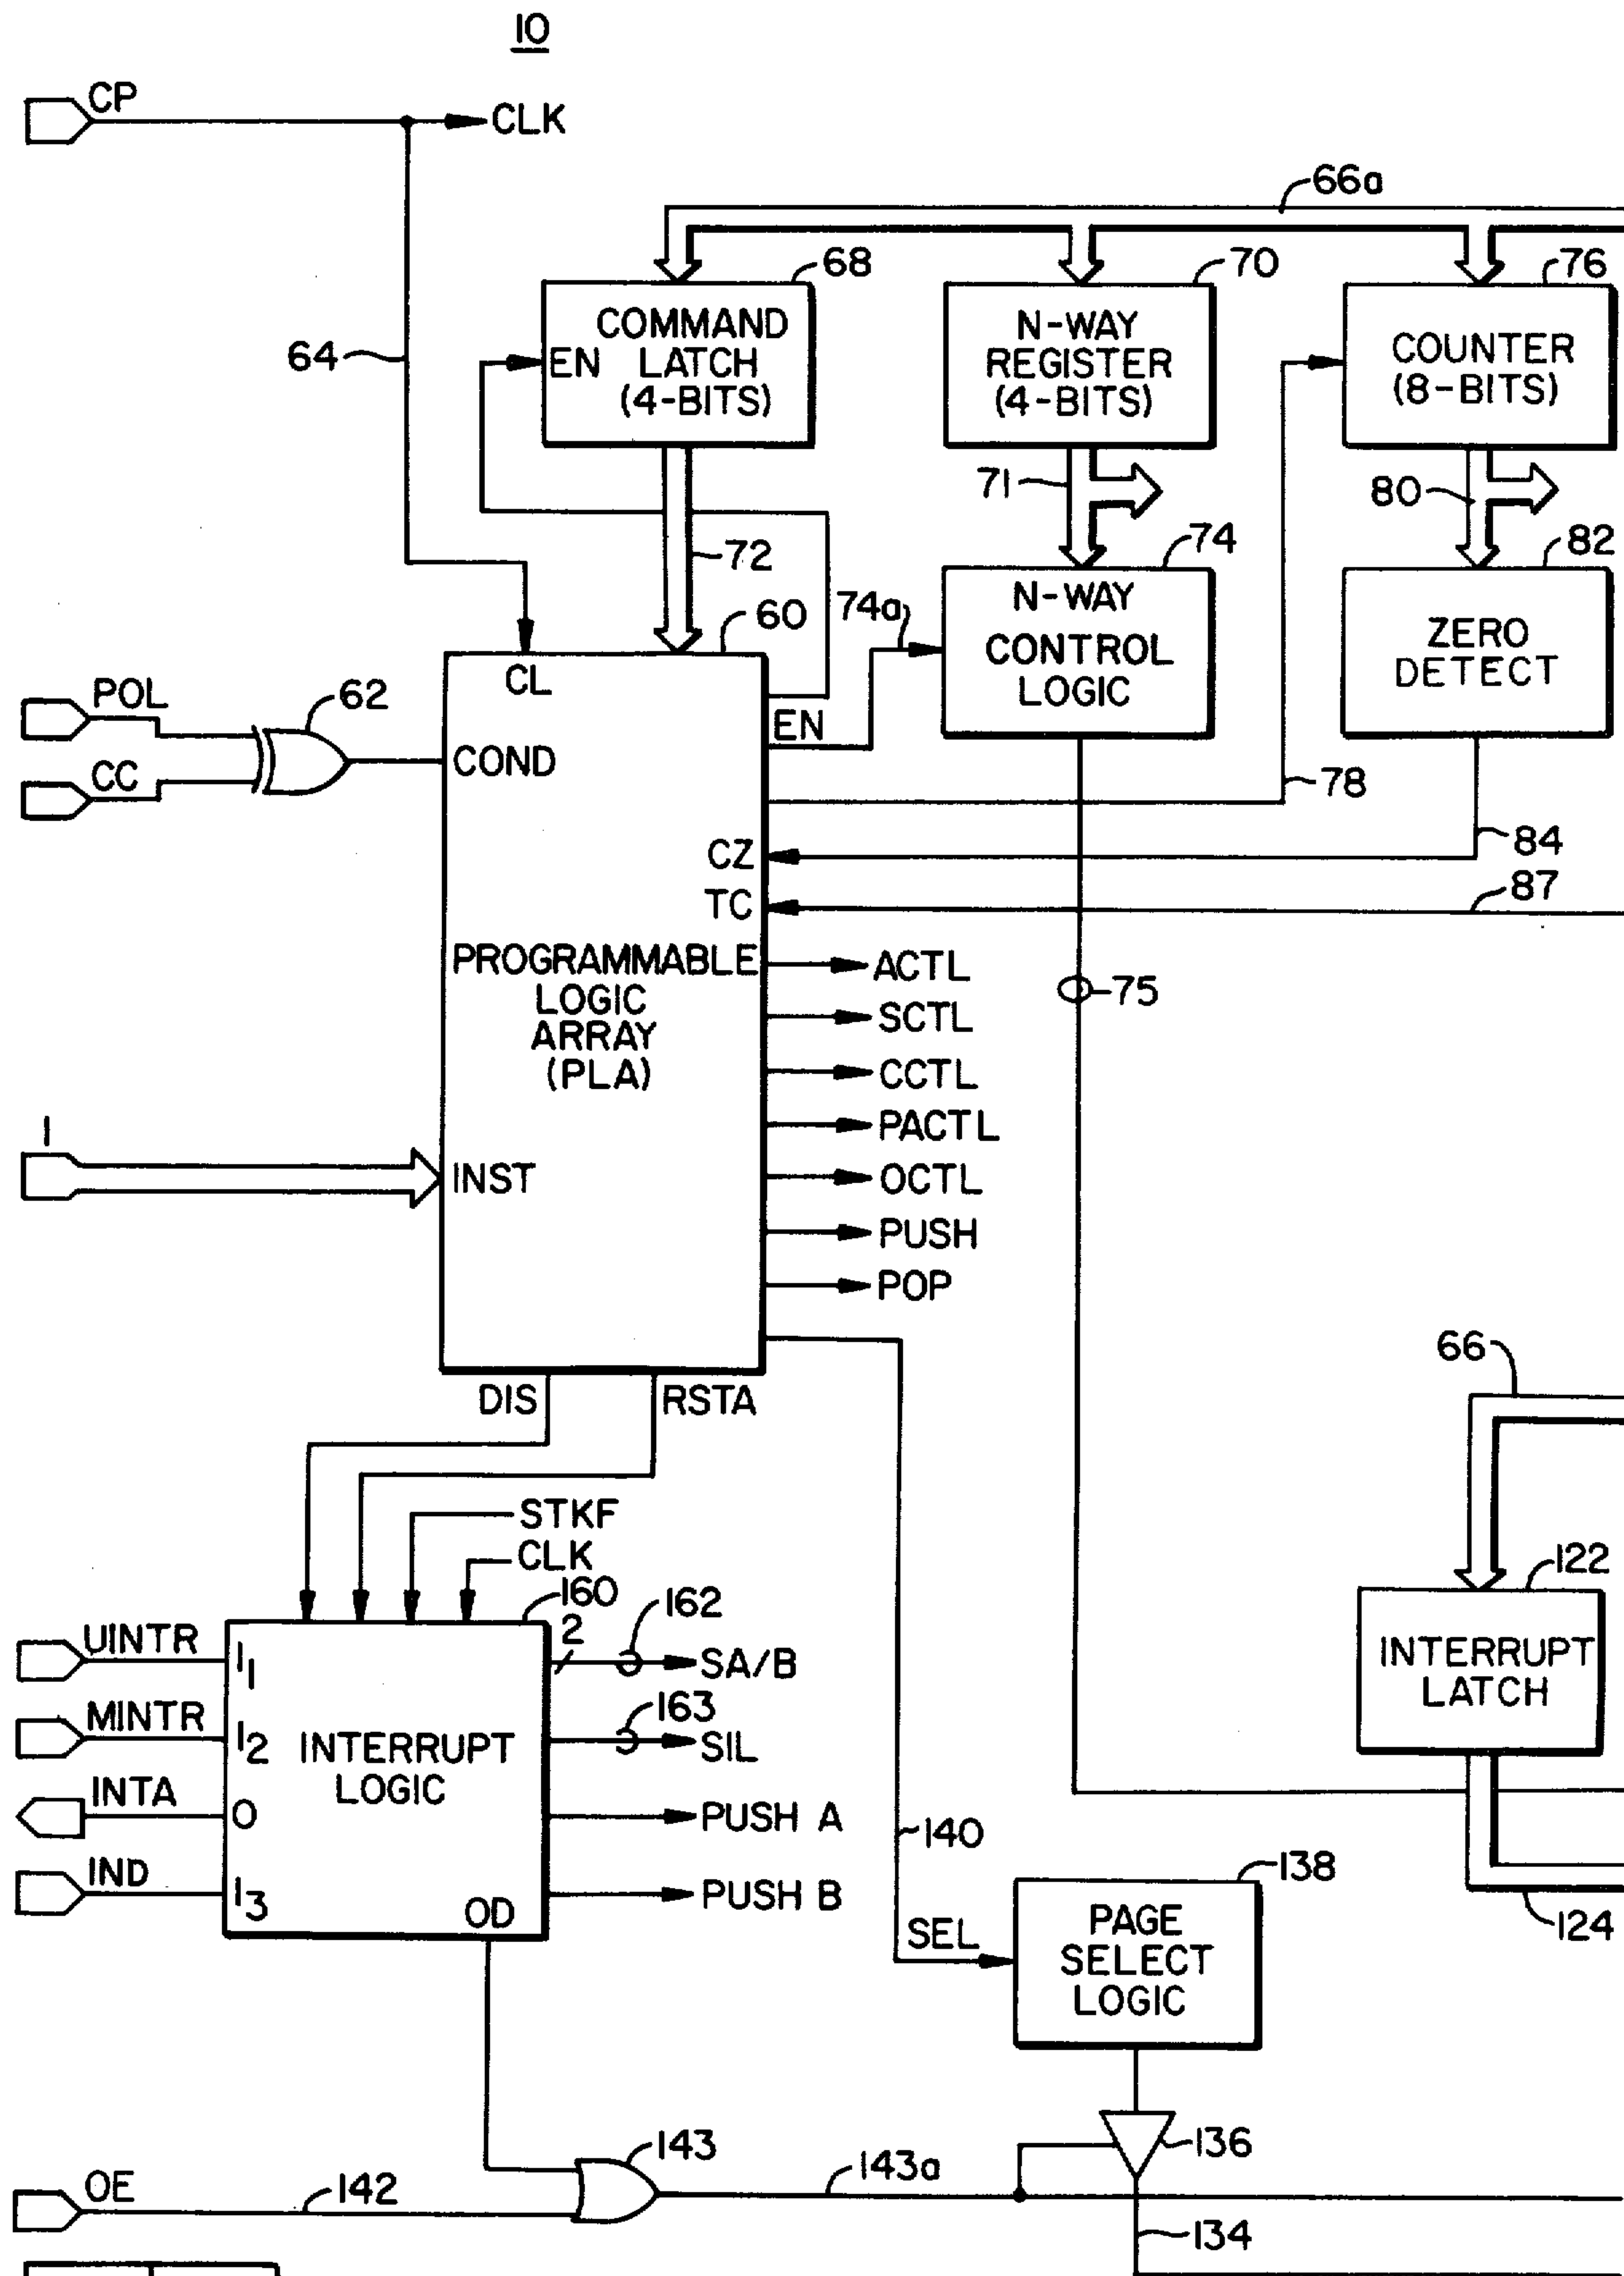 10
CP
CLK
66a
68
70
76
COMMAND
EN LATCH
(4-BITS)
N-WAY
REGISTER
(4-BITS)
COUNTER
(8-BITS)
64
71
80
72
74
82
60
74a
N-WAY
CONTROL
LOGIC
ZERO
DETECT
CL
POL
62
EN
COND
CC
78
CZ
84
TC
87
PROGRAMMABLE
LOGIC
ARRAY
(PLA)
ACTL
75
SCTL
CCTL
PACTL
I
INST
OCTL
PUSH
POP
66
DIS
RSTA
STKF
CLK
160
122
2
162
UINTR
I1
SA/B
INTERRUPT
LATCH
MINTR
I2
163
INTERRUPT
LOGIC
SIL
INTA
O
PUSH A
140
138
IND
I3
PUSH B
OD
124
SEL
PAGE
SELECT
LOGIC
143
136
OE
142
143a
134